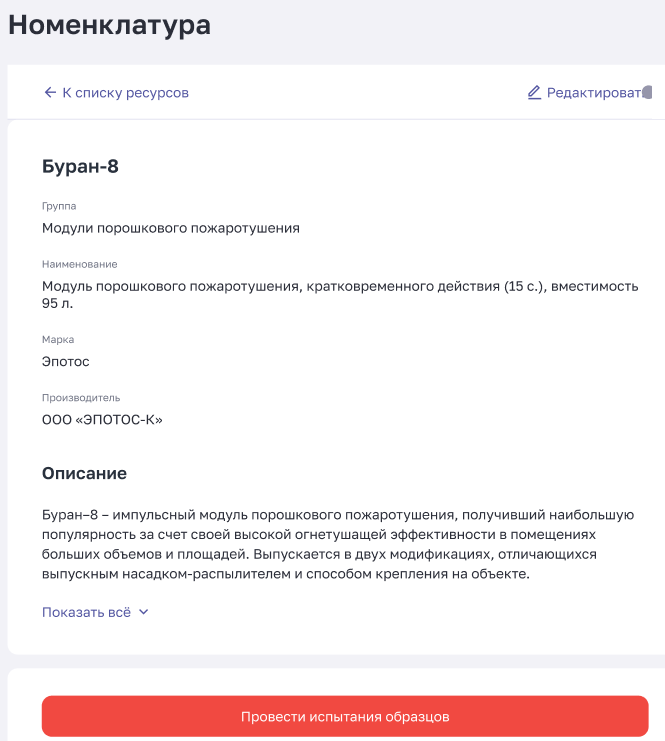 Номенклатура
К списку ресурсов
Редактировать
Буран-8
Группа
Модули порошкового пожаротушения
Наименование
Модуль порошкового пожаротушения, кратковременного действия (15 с.), вместимость
95 л.
Марка
Эпотос
Производитель
ООО «ЭПОТОС-К»
Описание
Буран–8 – импульсный модуль порошкового пожаротушения, получивший наибольшую
популярность за счет своей высокой огнетушащей эффективности в помещениях
больших объемов и площадей. Выпускается в двух модификациях, отличающихся
выпускным насадком-распылителем и способом крепления на объекте.
Показать всё
Провести испытания образцов